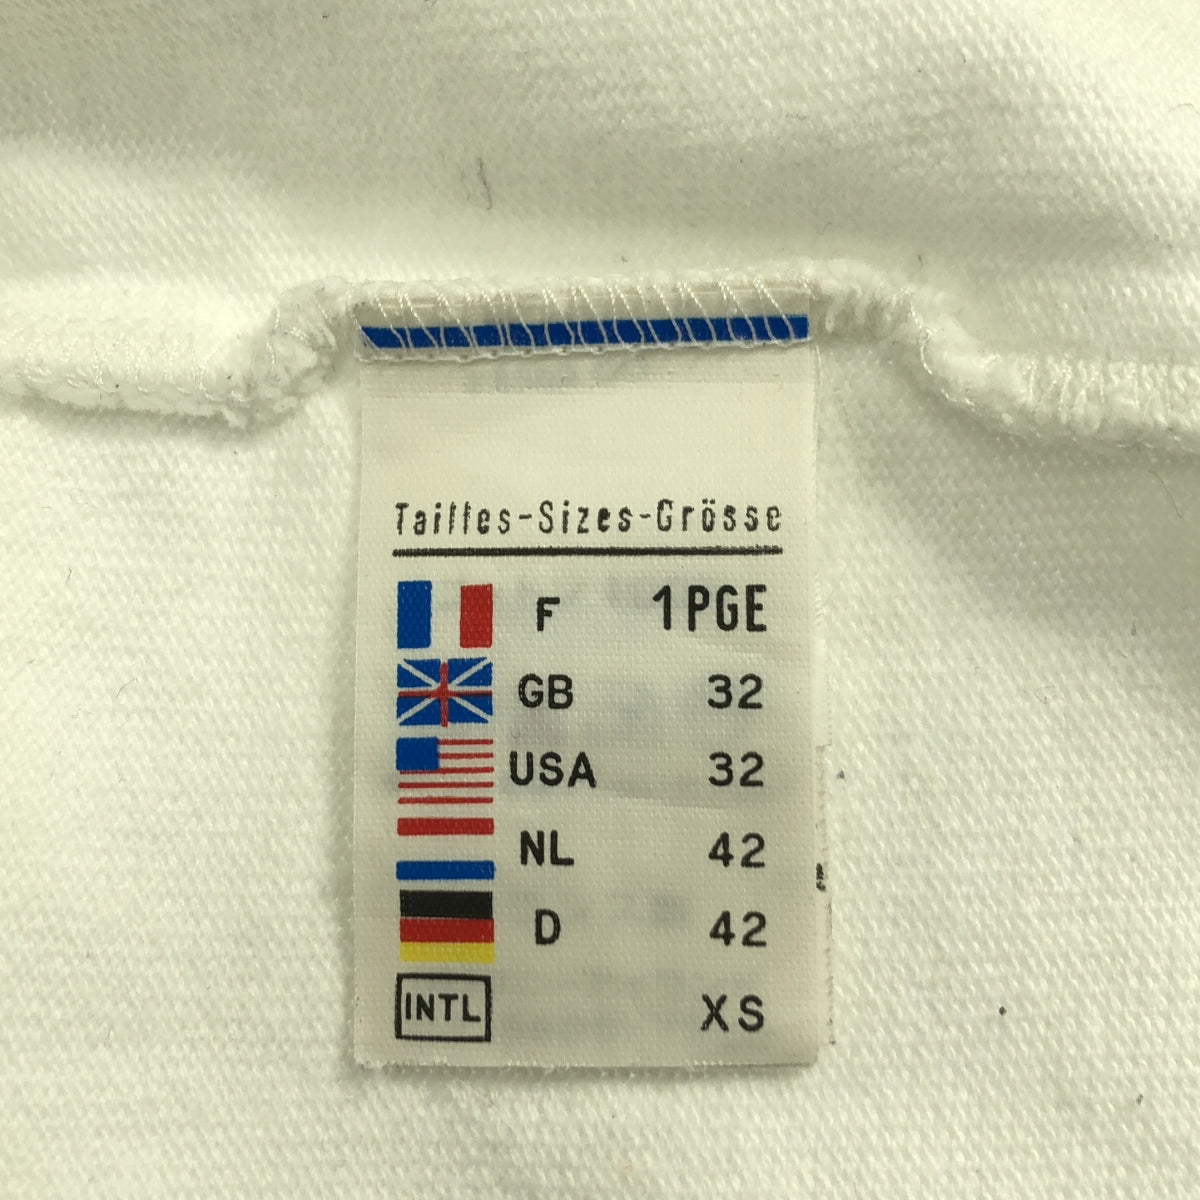 Tailles-Sizes-Grösse
F 1PGE
GB 32
USA 32
NL 42
D 42
INTL XS